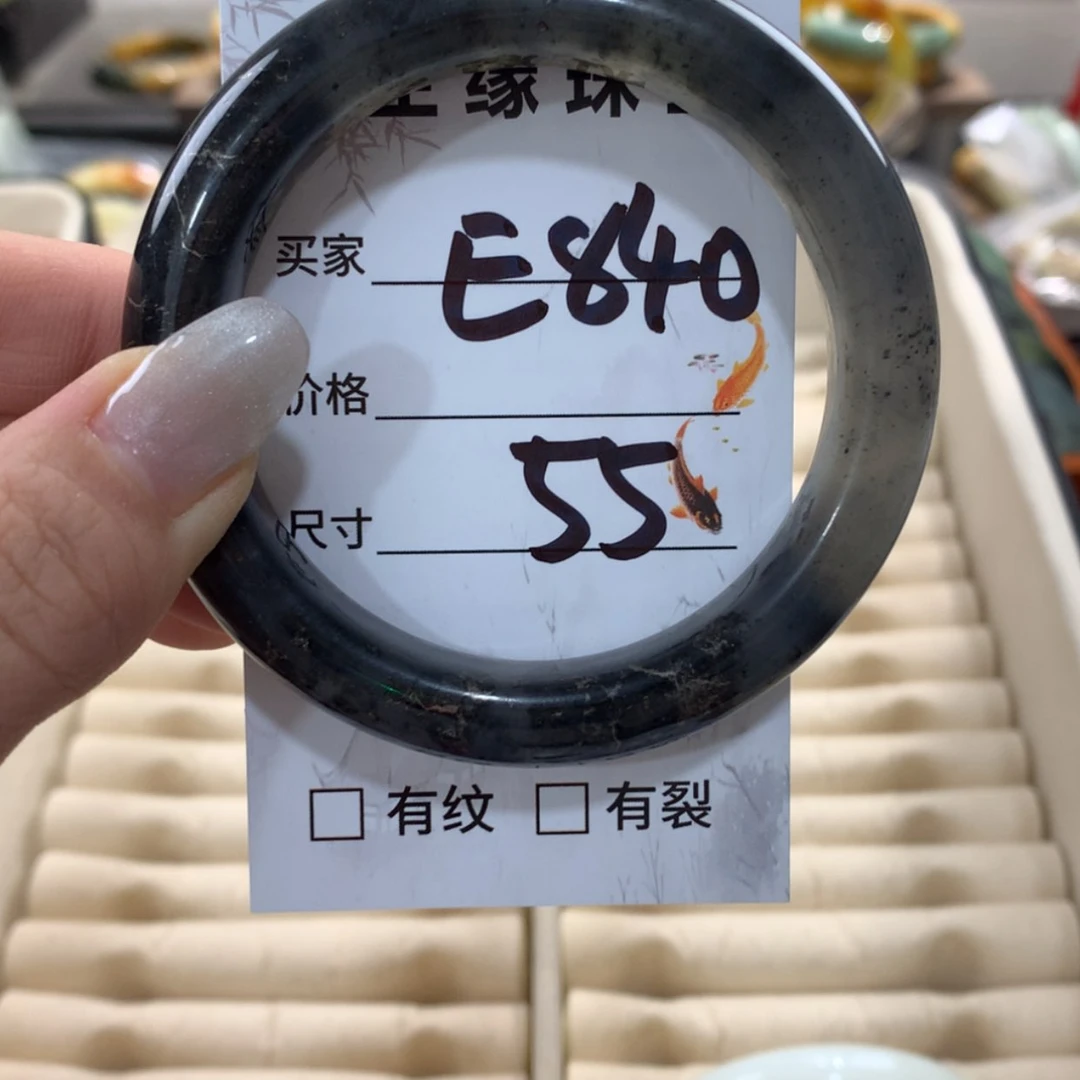 缘珠
买家 E840
价格
尺寸 55
有纹 有裂